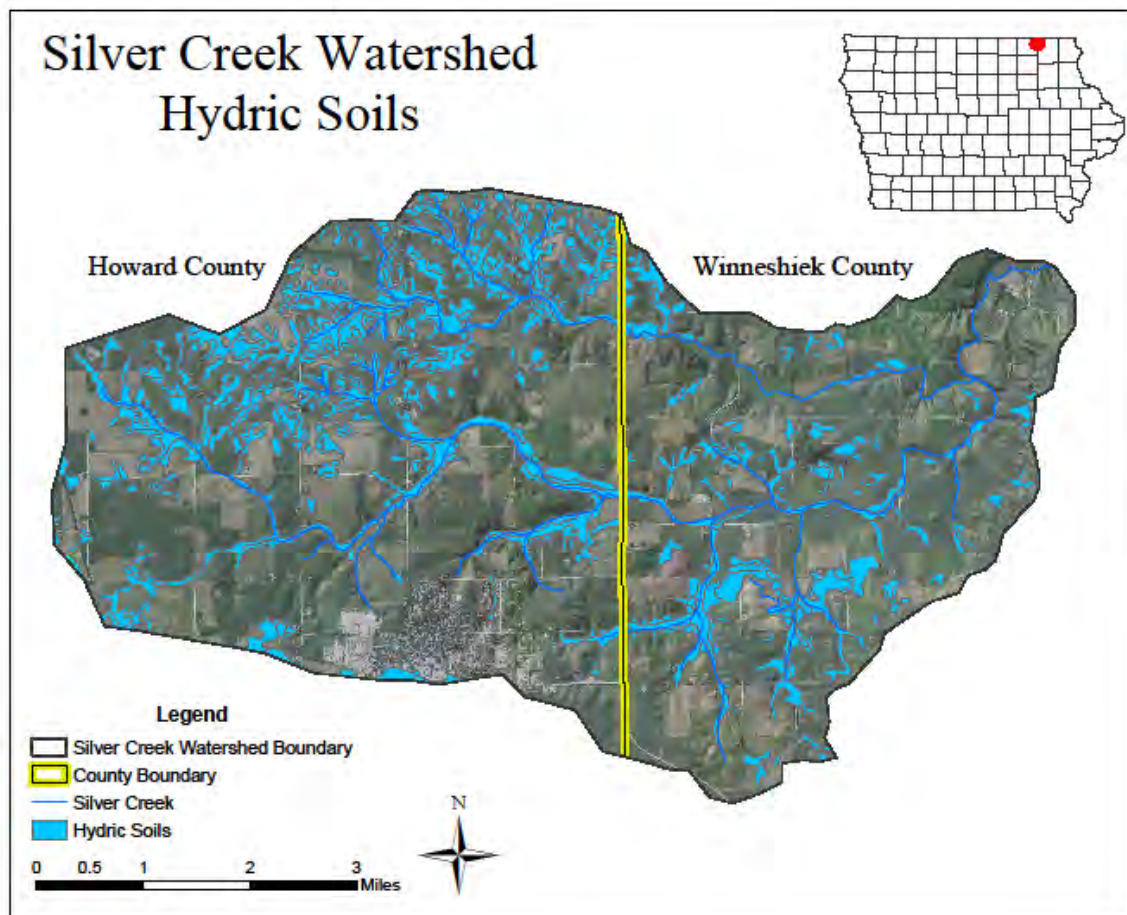 Silver Creek Watershed
Hydric Soils
Howard County
Winneshiek County
Legend
Silver Creek Watershed Boundary
County Boundary
Silver Creek
Hydric Soils
N
0 0.5 1 2 3
Miles